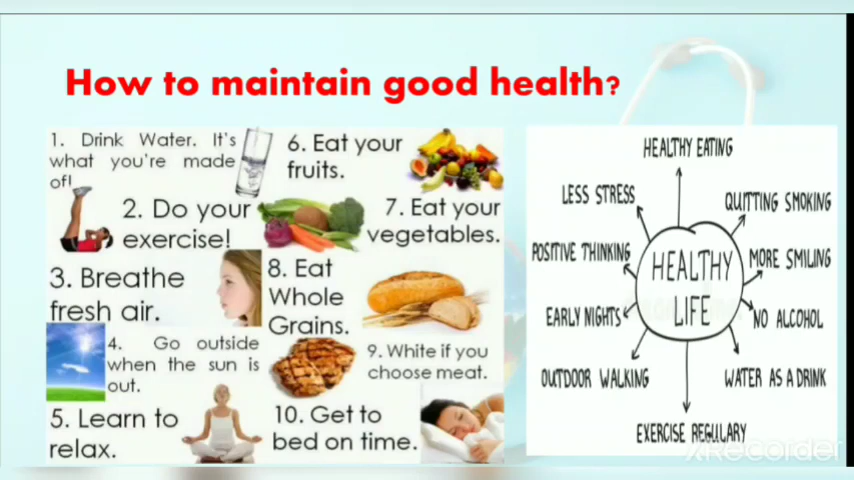 How to maintain good health?
1. Drink Water. It's
what you're made
of!
2. Do your
exercise!
3. Breathe
fresh air.
4. Go outside
when the sun is
out.
5. Learn to
relax.
6. Eat your
fruits.
7. Eat your
vegetables.
8. Eat
Whole
Grains.
9. White if you
choose meat.
10. Get to
bed on time.
HEALTHY EATING
LESS STRESS
QUITTING SMOKING
POSITIVE THINKING
HEALTHY
LIFE
MORE SMILING
EARLY NIGHTS
NO ALCOHOL
OUTDOOR WALKING
WATER AS A DRINK
EXERCISE REGULARY
XRecorder